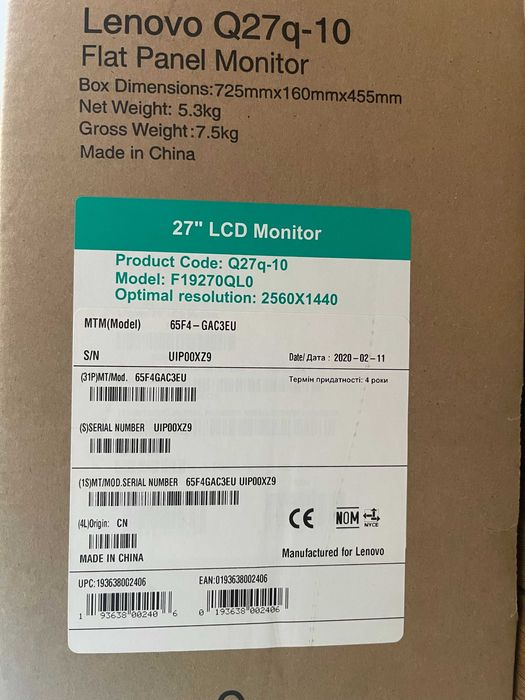 Lenovo Q27q-10
Flat Panel Monitor
Box Dimensions:725mmx160mmx455mm
Net Weight: 5.3kg
Gross Weight:7.5kg
Made in China
27" LCD Monitor
Product Code: Q27q-10
Model: F19270QL0
Optimal resolution: 2560X1440
MTM(Model) 65F4-GAC3EU
S/N UIP00XZ9 Date/ Дата : 2020-02-11
(31P)MT/Mod. 65F4GAC3EU Термін придатності: 4 роки
(S)SERIAL NUMBER UIP00XZ9
(1S)MT/MOD.SERIAL NUMBER 65F4GAC3EU UIP00XZ9
(4L)Origin: CN
CE NOM NYCE
MADE IN CHINA Manufactured for Lenovo
UPC:193638002406 EAN:0193638002406
1 93638 00240 6 0 193638 002406